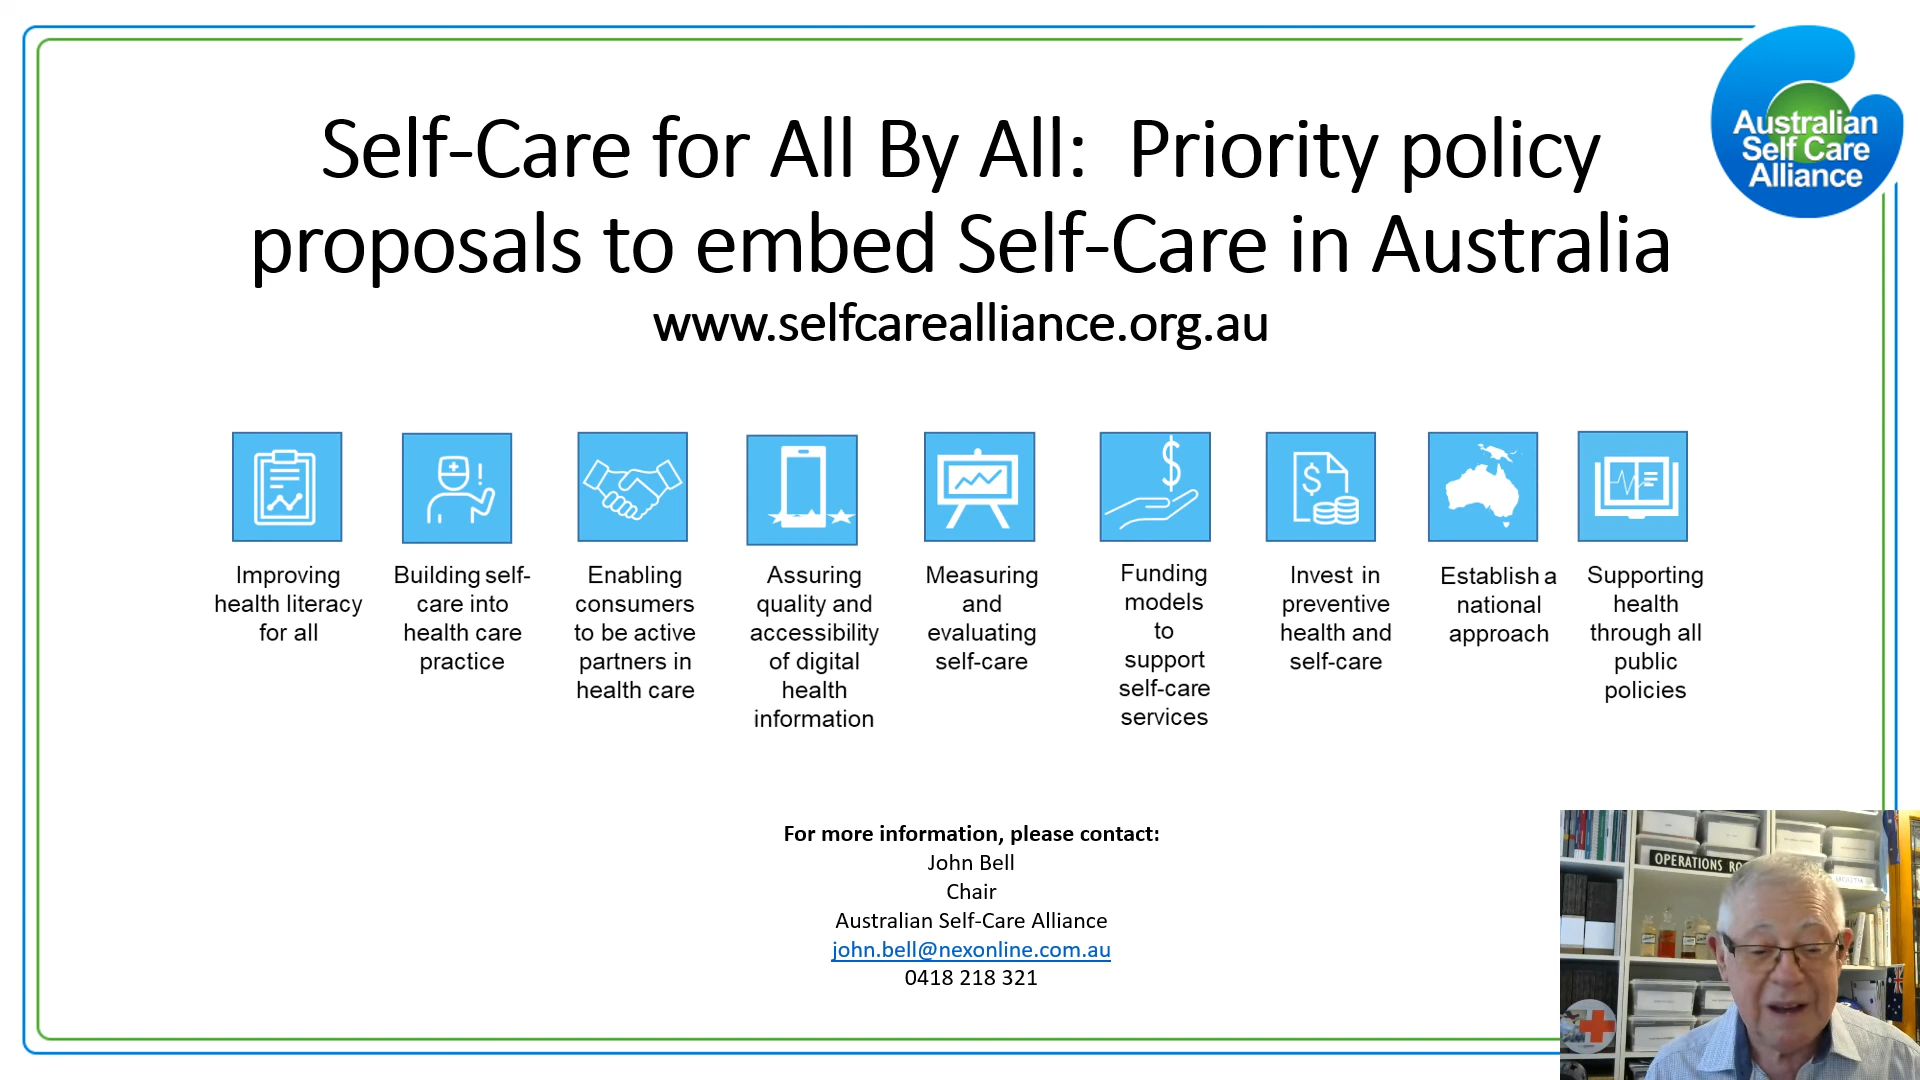 Self-Care for All By All: Priority policy
proposals to embed Self-Care in Australia
www.selfcarealliance.org.au
Australian
Self Care
Alliance
Improving
health literacy
for all
Building self-
care into
health care
practice
Enabling
consumers
to be active
partners in
health care
Assuring
quality and
accessibility
of digital
health
information
Measuring
and
evaluating
self-care
Funding
models
to
support
self-care
services
Invest in
preventive
health and
self-care
Establish a
national
approach
Supporting
health
through all
public
policies
For more information, please contact:
John Bell
Chair
Australian Self-Care Alliance
john.bell@nexonline.com.au
0418 218 321
OPERATIONS RO